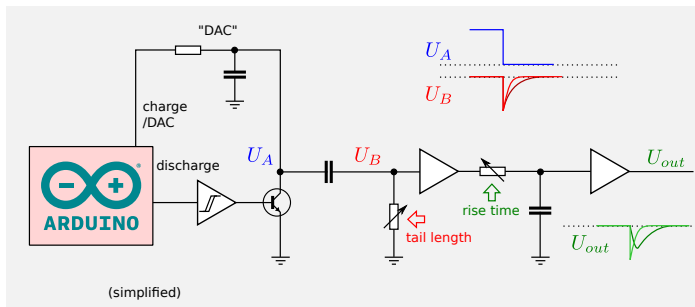 "DAC"
charge
/DAC
discharge
ARDUINO
U_A
U_B
U_A
U_B
rise time
tail length
U_out
U_out
(simplified)